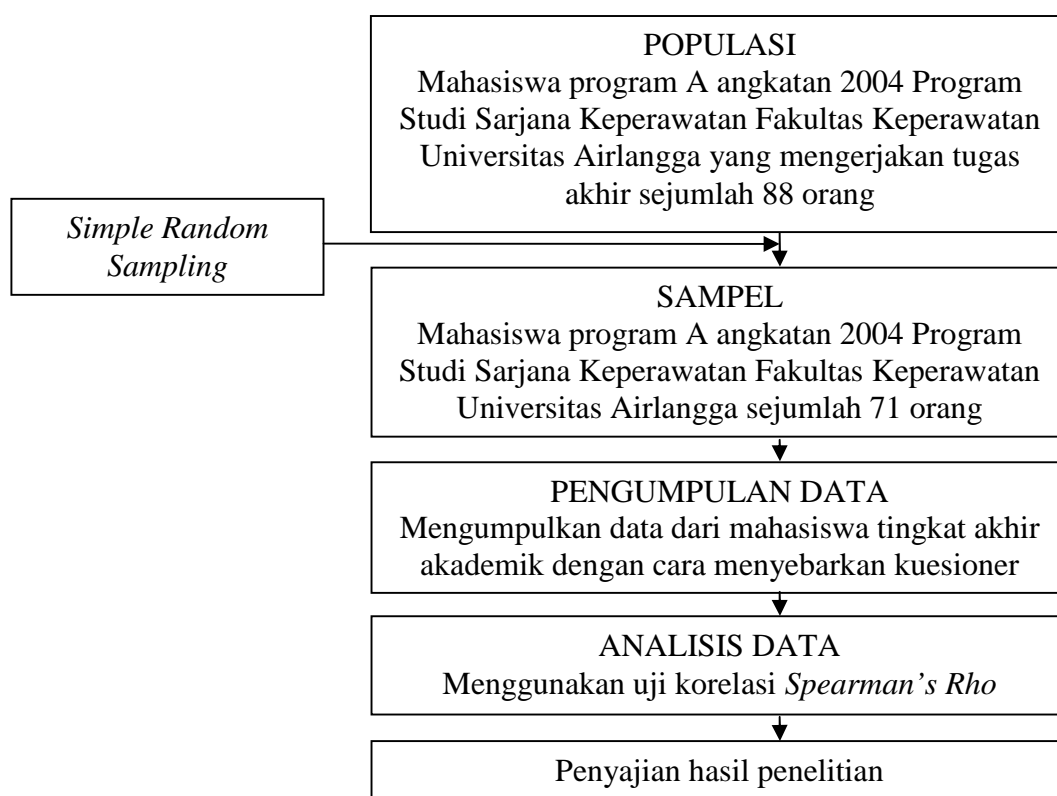 POPULASI
Mahasiswa program A angkatan 2004 Program
Studi Sarjana Keperawatan Fakultas Keperawatan
Universitas Airlangga yang mengerjakan tugas
akhir sejumlah 88 orang
Simple Random
Sampling
SAMPEL
Mahasiswa program A angkatan 2004 Program
Studi Sarjana Keperawatan Fakultas Keperawatan
Universitas Airlangga sejumlah 71 orang
PENGUMPULAN DATA
Mengumpulkan data dari mahasiswa tingkat akhir
akademik dengan cara menyebarkan kuesioner
ANALISIS DATA
Menggunakan uji korelasi Spearman’s Rho
Penyajian hasil penelitian